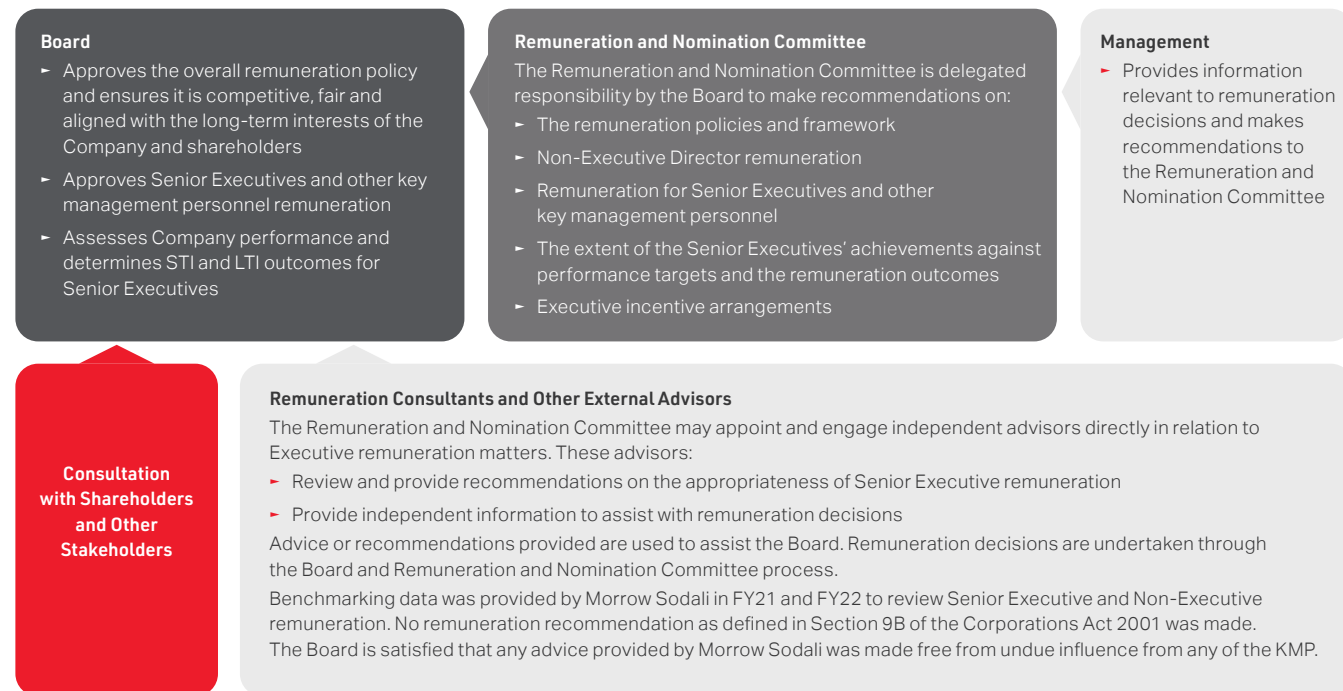 Board
► Approves the overall remuneration policy
and ensures it is competitive, fair and
aligned with the long-term interests of the
Company and shareholders
► Approves Senior Executives and other key
management personnel remuneration
► Assesses Company performance and
determines STI and LTI outcomes for
Senior Executives
Remuneration and Nomination Committee
The Remuneration and Nomination Committee is delegated
responsibility by the Board to make recommendations on:
► The remuneration policies and framework
► Non-Executive Director remuneration
► Remuneration for Senior Executives and other
key management personnel
► The extent of the Senior Executives’ achievements against
performance targets and the remuneration outcomes
► Executive incentive arrangements
Management
► Provides information
relevant to remuneration
decisions and makes
recommendations to
the Remuneration and
Nomination Committee
Consultation
with Shareholders
and Other
Stakeholders
Remuneration Consultants and Other External Advisors
The Remuneration and Nomination Committee may appoint and engage independent advisors directly in relation to
Executive remuneration matters. These advisors:
► Review and provide recommendations on the appropriateness of Senior Executive remuneration
► Provide independent information to assist with remuneration decisions
Advice or recommendations provided are used to assist the Board. Remuneration decisions are undertaken through
the Board and Remuneration and Nomination Committee process.
Benchmarking data was provided by Morrow Sodali in FY21 and FY22 to review Senior Executive and Non-Executive
remuneration. No remuneration recommendation as defined in Section 9B of the Corporations Act 2001 was made.
The Board is satisfied that any advice provided by Morrow Sodali was made free from undue influence from any of the KMP.